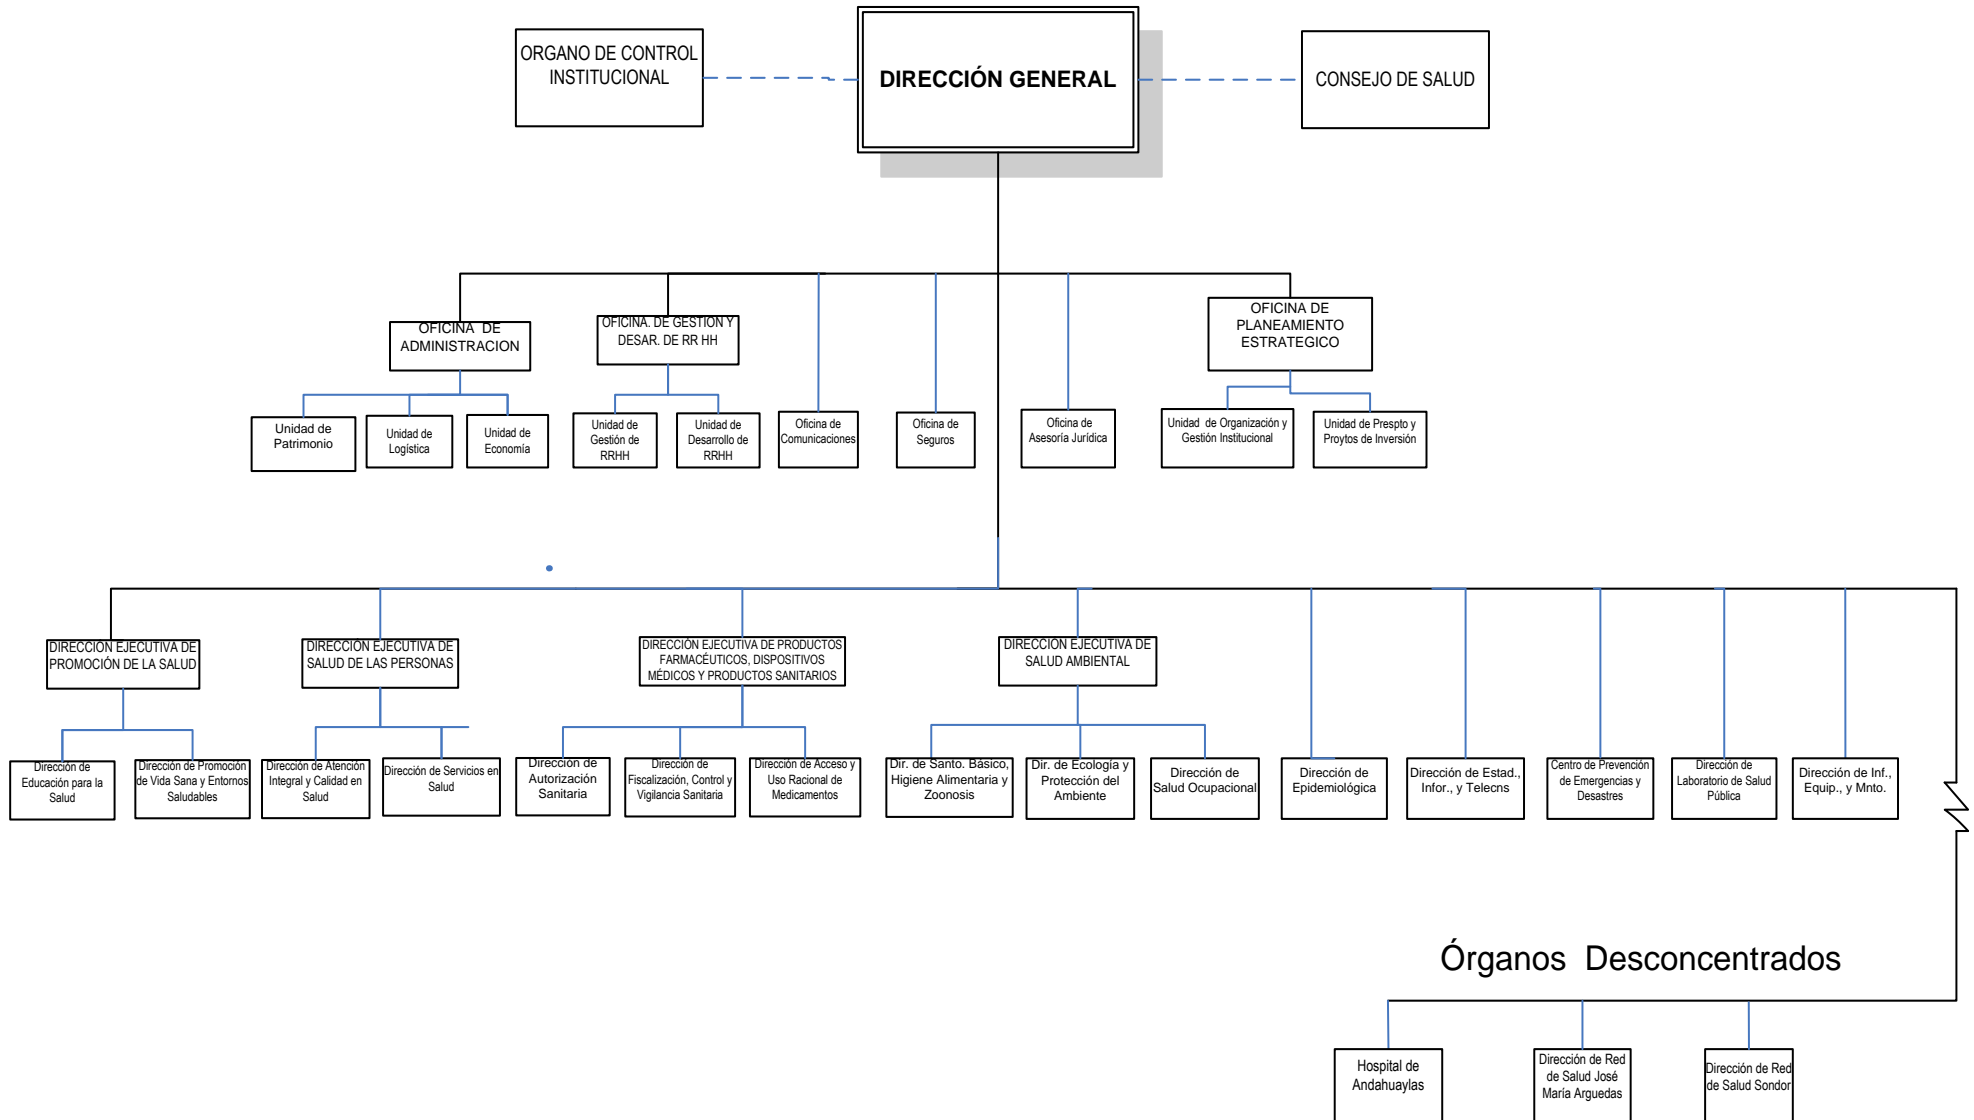 ORGANO DE CONTROL
INSTITUCIONAL
DIRECCIÓN GENERAL
CONSEJO DE SALUD
OFICINA DE
ADMINISTRACION
OFICINA. DE GESTION Y
DESAR. DE RR HH
OFICINA DE
PLANEAMIENTO
ESTRATEGICO
Unidad de
Patrimonio
Unidad de
Logística
Unidad de
Economía
Unidad de
Gestión de
RRHH
Unidad de
Desarrollo de
RRHH
Oficina de
Comunicaciones
Oficina de
Seguros
Oficina de
Asesoría Jurídica
Unidad de Organización y
Gestión Institucional
Unidad de Prespto y
Proytos de Inversión
DIRECCION EJECUTIVA DE
PROMOCIÓN DE LA SALUD
DIRECCION EJECUTIVA DE
SALUD DE LAS PERSONAS
DIRECCIÓN EJECUTIVA DE PRODUCTOS
FARMACÉUTICOS, DISPOSITIVOS
MÉDICOS Y PRODUCTOS SANITARIOS
DIRECCION EJECUTIVA DE
SALUD AMBIENTAL
Dirección de
Educación para la
Salud
Dirección de Promoción
de Vida Sana y Entornos
Saludables
Dirección de Atención
Integral y Calidad en
Salud
Dirección de Servicios en
Salud
Dirección de
Autorización
Sanitaria
Dirección de
Fiscalización, Control y
Vigilancia Sanitaria
Dirección de Acceso y
Uso Racional de
Medicamentos
Dir. de Santo. Básico,
Higiene Alimentaria y
Zoonosis
Dir. de Ecología y
Protección del
Ambiente
Dirección de
Salud Ocupacional
Dirección de
Epidemiológica
Dirección de Estad.,
Infor., y Telecns
Centro de Prevención
de Emergencias y
Desastres
Dirección de
Laboratorio de Salud
Pública
Dirección de Inf.,
Equip., y Mnto.
Órganos Desconcentrados
Hospital de
Andahuaylas
Dirección de Red
de Salud José
María Arguedas
Dirección de Red
de Salud Sondor